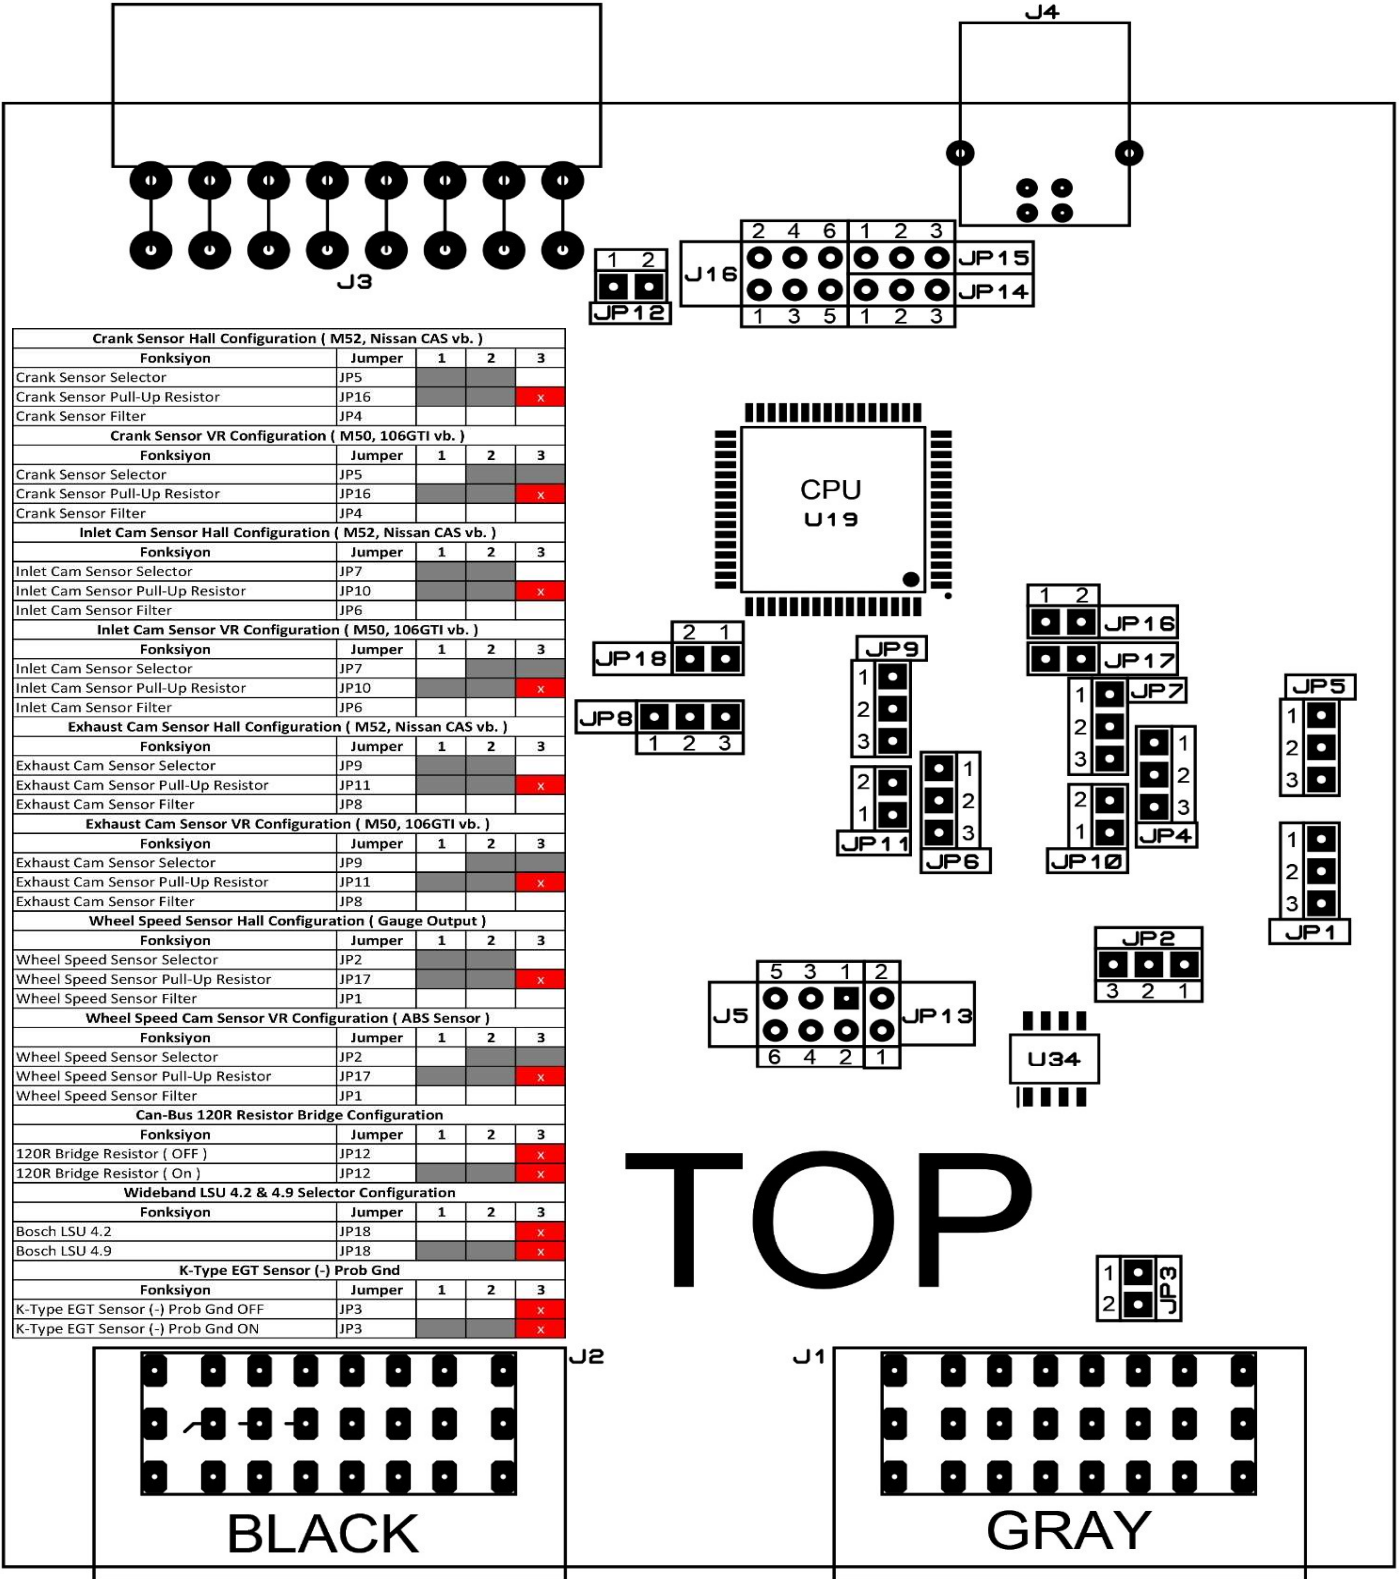 J4
J3
1 2
JP12
2 4 6 1 2 3
J16
JP15
JP14
1 3 5 1 2 3
Crank Sensor Hall Configuration ( M52, Nissan CAS vb. )
Fonksiyon Jumper 1 2 3
Crank Sensor Selector JP5
Crank Sensor Pull-Up Resistor JP16 x
Crank Sensor Filter JP4
Crank Sensor VR Configuration ( M50, 106GTI vb. )
Fonksiyon Jumper 1 2 3
Crank Sensor Selector JP5
Crank Sensor Pull-Up Resistor JP16 x
Crank Sensor Filter JP4
Inlet Cam Sensor Hall Configuration ( M52, Nissan CAS vb. )
Fonksiyon Jumper 1 2 3
Inlet Cam Sensor Selector JP7
Inlet Cam Sensor Pull-Up Resistor JP10 x
Inlet Cam Sensor Filter JP6
Inlet Cam Sensor VR Configuration ( M50, 106GTI vb. )
Fonksiyon Jumper 1 2 3
Inlet Cam Sensor Selector JP7
Inlet Cam Sensor Pull-Up Resistor JP10 x
Inlet Cam Sensor Filter JP6
Exhaust Cam Sensor Hall Configuration ( M52, Nissan CAS vb. )
Fonksiyon Jumper 1 2 3
Exhaust Cam Sensor Selector JP9
Exhaust Cam Sensor Pull-Up Resistor JP11 x
Exhaust Cam Sensor Filter JP8
Exhaust Cam Sensor VR Configuration ( M50, 106GTI vb. )
Fonksiyon Jumper 1 2 3
Exhaust Cam Sensor Selector JP9
Exhaust Cam Sensor Pull-Up Resistor JP11 x
Exhaust Cam Sensor Filter JP8
Wheel Speed Sensor Hall Configuration ( Gauge Output )
Fonksiyon Jumper 1 2 3
Wheel Speed Sensor Selector JP2
Wheel Speed Sensor Pull-Up Resistor JP17 x
Wheel Speed Sensor Filter JP1
Wheel Speed Cam Sensor VR Configuration ( ABS Sensor )
Fonksiyon Jumper 1 2 3
Wheel Speed Sensor Selector JP2
Wheel Speed Sensor Pull-Up Resistor JP17 x
Wheel Speed Sensor Filter JP1
Can-Bus 120R Resistor Bridge Configuration
Fonksiyon Jumper 1 2 3
120R Bridge Resistor ( OFF ) JP12 x
120R Bridge Resistor ( On ) JP12 x
Wideband LSU 4.2 & 4.9 Selector Configuration
Fonksiyon Jumper 1 2 3
Bosch LSU 4.2 JP18 x
Bosch LSU 4.9 JP18 x
K-Type EGT Sensor (-) Prob Gnd
Fonksiyon Jumper 1 2 3
K-Type EGT Sensor (-) Prob Gnd OFF JP3 x
K-Type EGT Sensor (-) Prob Gnd ON JP3 x
CPU
U19
1 2
JP16
JP17
2 1
JP18
JP8
1 2 3
JP9
1
2
3
2
1
JP11
1
2
3
JP6
JP7
1
2
3
2
1
JP10
1
2
3
JP4
JP5
1
2
3
1
2
3
JP1
JP2
3 2 1
5 3 1 2
J5
JP13
6 4 2 1
U34
TOP
1
2
JP3
J2
J1
BLACK
GRAY